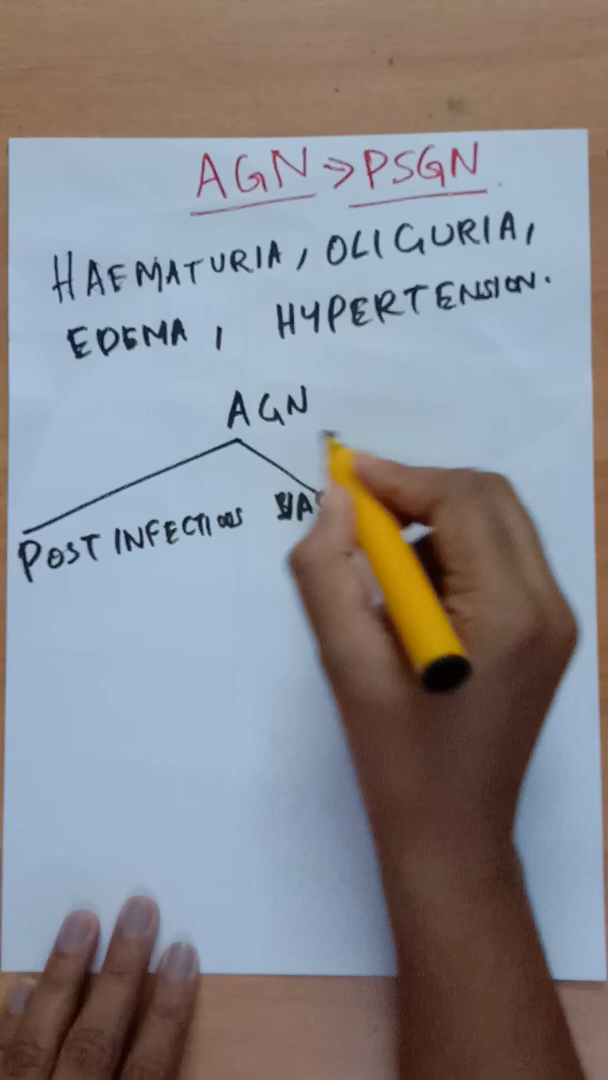 AGN → PSGN
HAEMATURIA, OLIGURIA,
EDEMA, HYPERTENSION.
AGN
POST INFECTIOUS